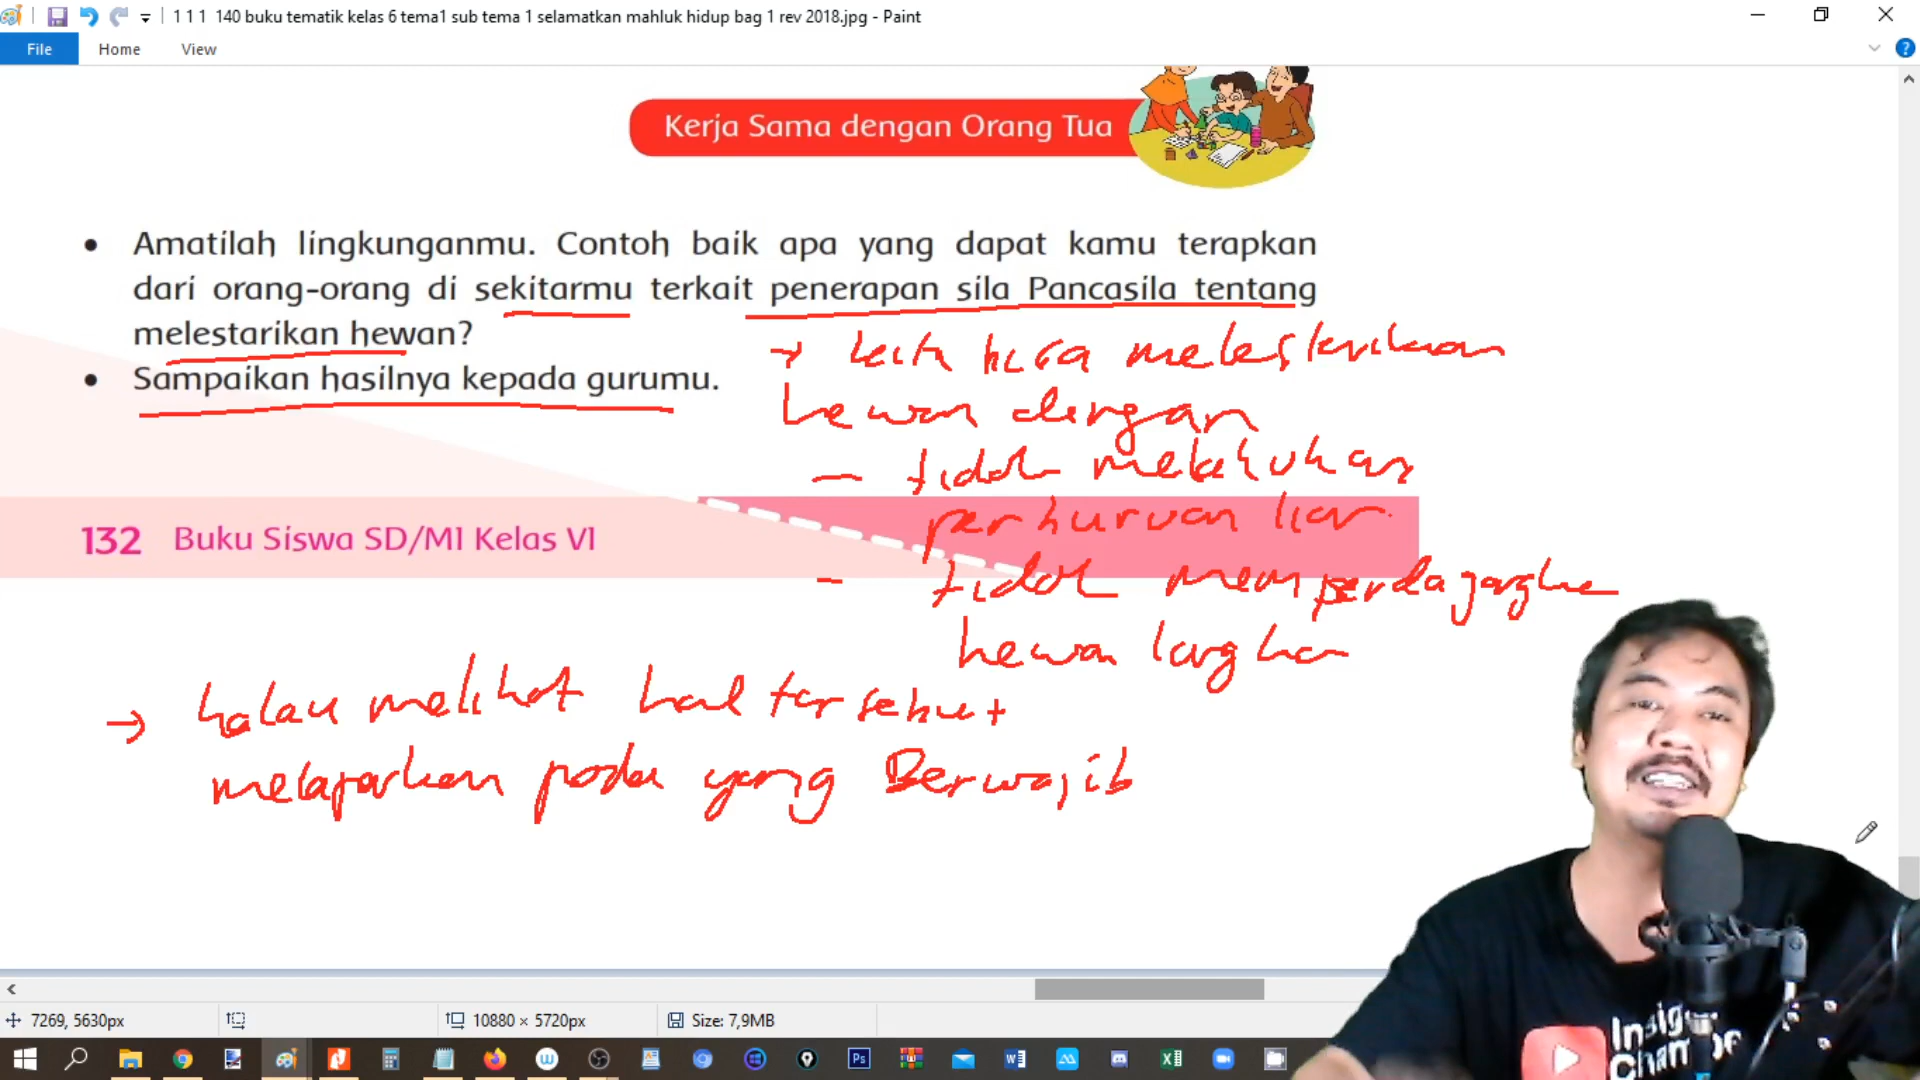 1 1 1 140 buku tematik kelas 6 tema1 sub tema 1 selamatkan mahluk hidup bag 1 rev 2018.jpg - Paint
File Home View
Kerja Sama dengan Orang Tua
• Amatilah lingkunganmu. Contoh baik apa yang dapat kamu terapkan
dari orang-orang di sekitarmu terkait penerapan sila Pancasila tentang
melestarikan hewan?
• Sampaikan hasilnya kepada gurumu.
→ kita bisa melestarikan
hewan dengan
- tidak melakukan
perburuan liar.
- tidak memperdagangkan
hewan langka
→ kalau melihat hal tersebut
melaporkan pada yang Berwajib
132 Buku Siswa SD/MI Kelas VI
7269, 5630px
10880 × 5720px
Size: 7,9MB
Insig
Cham